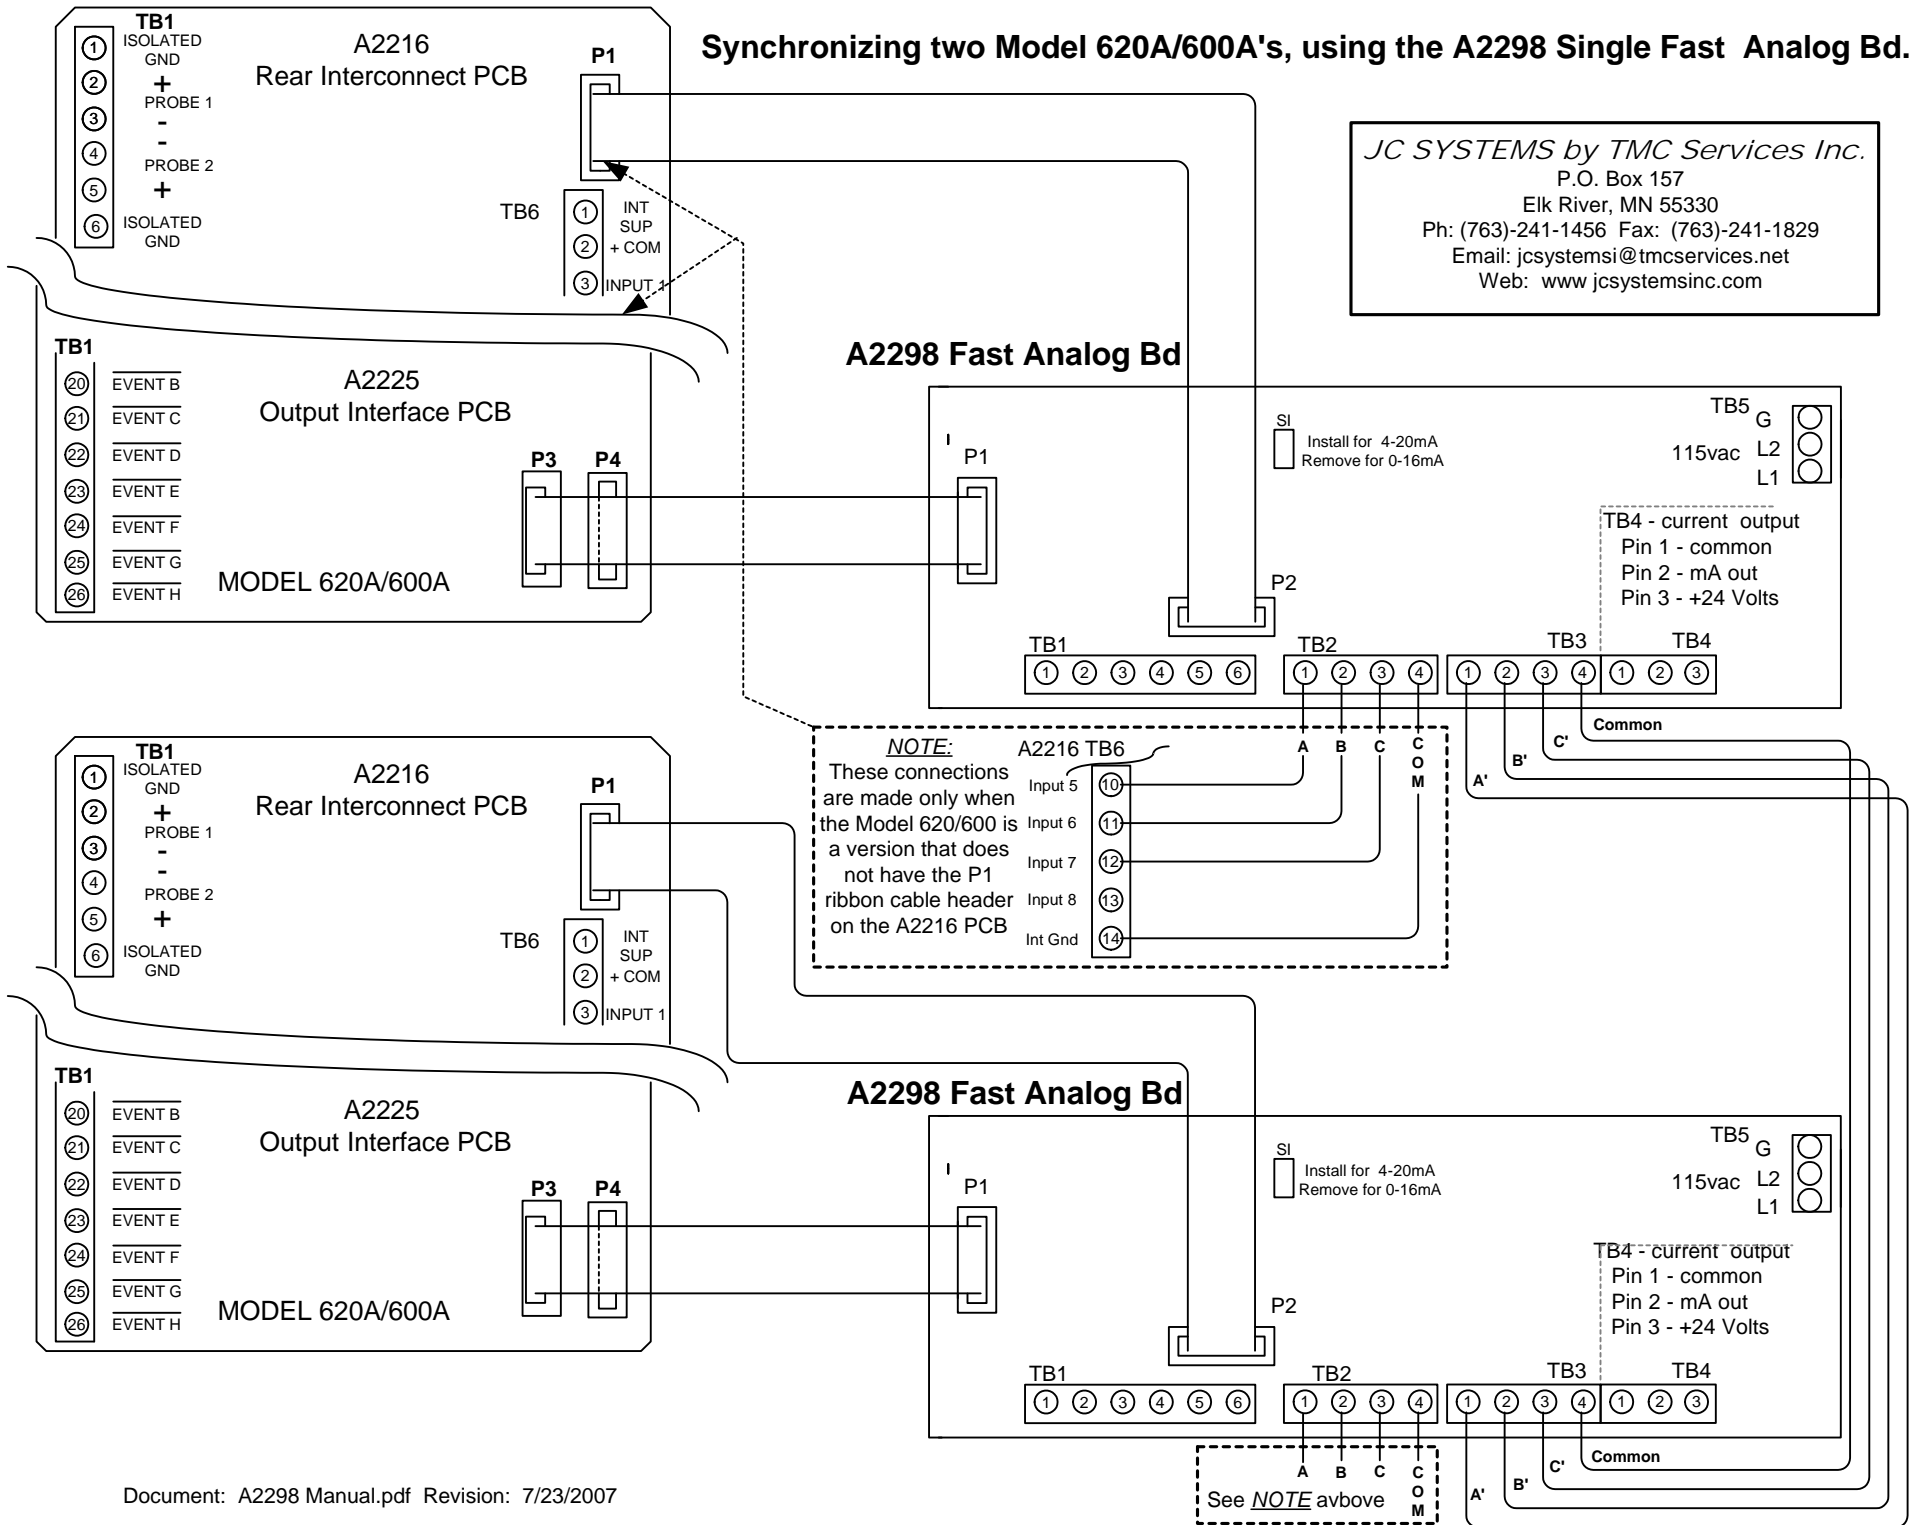 Synchronizing two Model 620A/600A's, using the A2298 Single Fast Analog Bd.
JC SYSTEMS by TMC Services Inc.
P.O. Box 157
Elk River, MN 55330
Ph: (763)-241-1456 Fax: (763)-241-1829
Email: jcsystemsi@tmcservices.net
Web: www jcsystemsinc.com
TB1
1
ISOLATED
GND
2
+
PROBE 1
3
-
-
4
PROBE 2
5
+
6
ISOLATED
GND
A2216
Rear Interconnect PCB
P1
TB6
1
INT
SUP
2
+ COM
3
INPUT 1
TB1
20 EVENT B
21 EVENT C
22 EVENT D
23 EVENT E
24 EVENT F
25 EVENT G
26 EVENT H
A2225
Output Interface PCB
P3 P4
MODEL 620A/600A
A2298 Fast Analog Bd
P1
SI
Install for 4-20mA
Remove for 0-16mA
TB5
G
115vac L2
L1
TB4 - current output
Pin 1 - common
Pin 2 - mA out
Pin 3 - +24 Volts
P2
TB1 TB2 TB3 TB4
1 2 3 4 5 6 1 2 3 4 1 2 3 4 1 2 3
Common
C'
B'
A'
A B C COM
NOTE:
These connections
are made only when
the Model 620/600 is
a version that does
not have the P1
ribbon cable header
on the A2216 PCB
A2216 TB6
Input 5 10
Input 6 11
Input 7 12
Input 8 13
Int Gnd 14
TB1
1
ISOLATED
GND
2
+
PROBE 1
3
-
-
4
PROBE 2
5
+
6
ISOLATED
GND
A2216
Rear Interconnect PCB
P1
TB6
1
INT
SUP
2
+ COM
3
INPUT 1
TB1
20 EVENT B
21 EVENT C
22 EVENT D
23 EVENT E
24 EVENT F
25 EVENT G
26 EVENT H
A2225
Output Interface PCB
P3 P4
MODEL 620A/600A
A2298 Fast Analog Bd
P1
SI
Install for 4-20mA
Remove for 0-16mA
TB5
G
115vac L2
L1
TB4 - current output
Pin 1 - common
Pin 2 - mA out
Pin 3 - +24 Volts
P2
TB1 TB2 TB3 TB4
1 2 3 4 5 6 1 2 3 4 1 2 3 4 1 2 3
Common
C'
B'
A'
A B C COM
See NOTE avbove
Document: A2298 Manual.pdf Revision: 7/23/2007